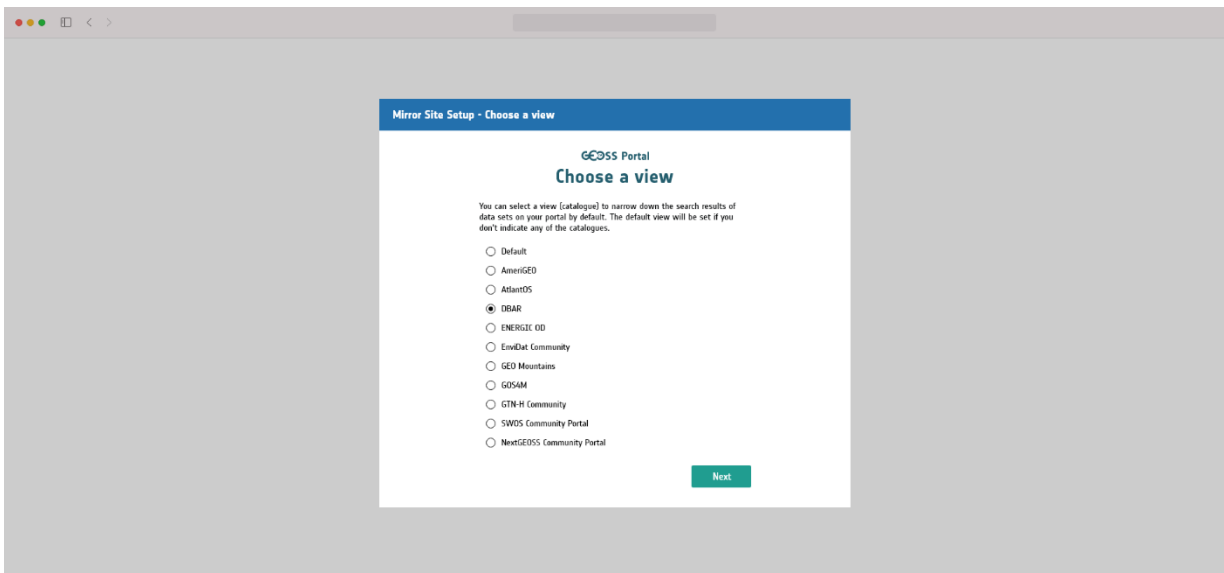 Mirror Site Setup - Choose a view
GEOSS Portal
Choose a view
You can select a view (catalogue) to narrow down the search results of
data sets on your portal by default. The default view will be set if you
don't indicate any of the catalogues.
Default
AmeriGEO
AtlantOS
DBAR
ENERGIC OD
EnviDat Community
GEO Mountains
GOS4M
GTN-H Community
SWOS Community Portal
NextGEOSS Community Portal
Next